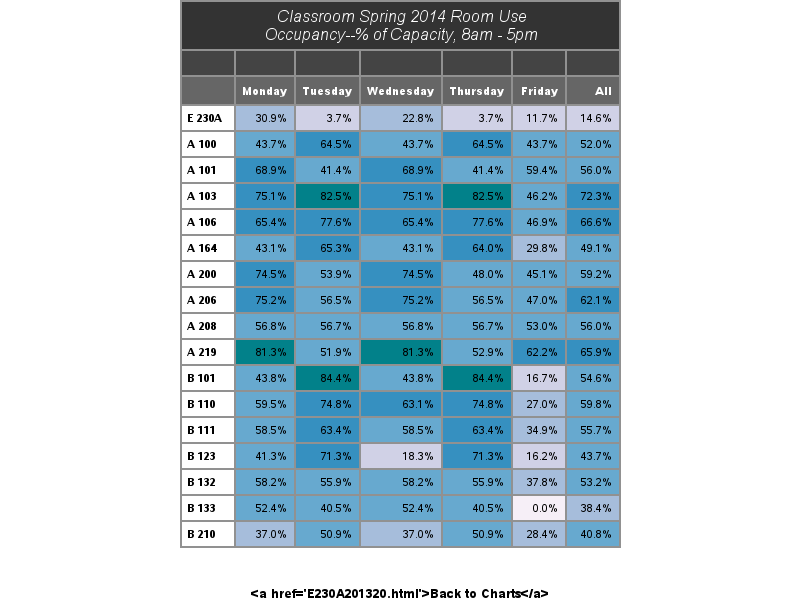 Classroom Spring 2014 Room Use
Occupancy--% of Capacity, 8am - 5pm
Monday Tuesday Wednesday Thursday Friday All
E 230A 30.9% 3.7% 22.8% 3.7% 11.7% 14.6%
A 100 43.7% 64.5% 43.7% 64.5% 43.7% 52.0%
A 101 68.9% 41.4% 68.9% 41.4% 59.4% 56.0%
A 103 75.1% 82.5% 75.1% 82.5% 46.2% 72.3%
A 106 65.4% 77.6% 65.4% 77.6% 46.9% 66.6%
A 164 43.1% 65.3% 43.1% 64.0% 29.8% 49.1%
A 200 74.5% 53.9% 74.5% 48.0% 45.1% 59.2%
A 206 75.2% 56.5% 75.2% 56.5% 47.0% 62.1%
A 208 56.8% 56.7% 56.8% 56.7% 53.0% 56.0%
A 219 81.3% 51.9% 81.3% 52.9% 62.2% 65.9%
B 101 43.8% 84.4% 43.8% 84.4% 16.7% 54.6%
B 110 59.5% 74.8% 63.1% 74.8% 27.0% 59.8%
B 111 58.5% 63.4% 58.5% 63.4% 34.9% 55.7%
B 123 41.3% 71.3% 18.3% 71.3% 16.2% 43.7%
B 132 58.2% 55.9% 58.2% 55.9% 37.8% 53.2%
B 133 52.4% 40.5% 52.4% 40.5% 0.0% 38.4%
B 210 37.0% 50.9% 37.0% 50.9% 28.4% 40.8%
<a href='E230A201320.html'>Back to Charts</a>